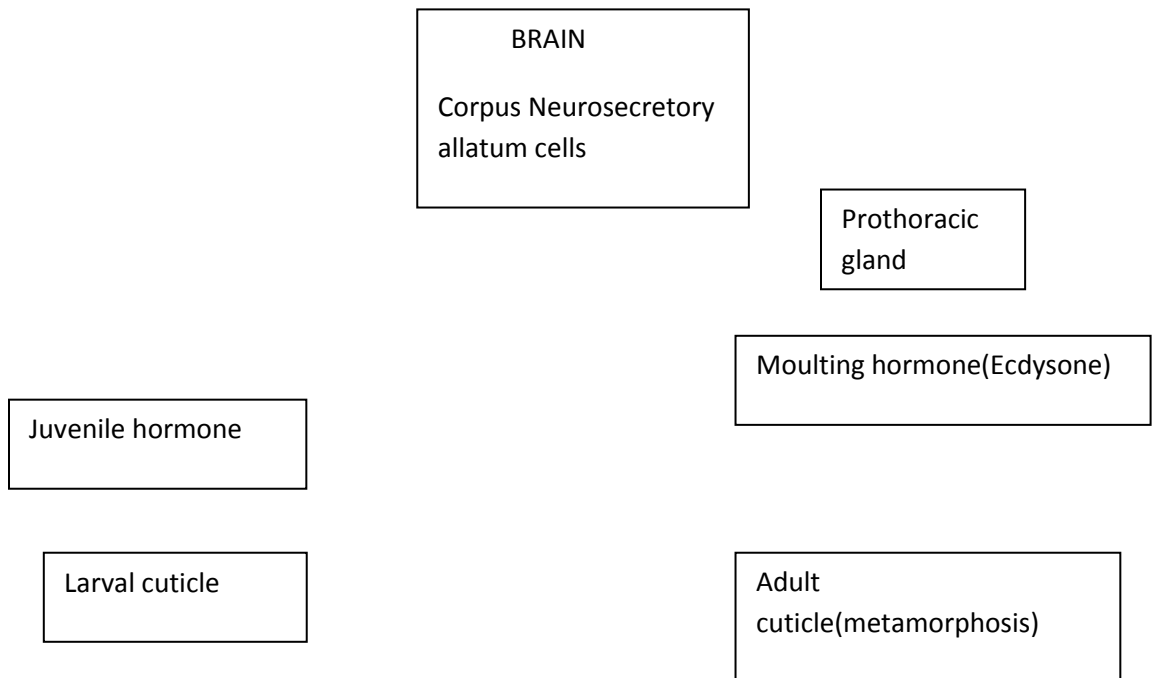 BRAIN
Corpus Neurosecretory
allatum cells
Prothoracic
gland
Moulting hormone(Ecdysone)
Juvenile hormone
Larval cuticle
Adult
cuticle(metamorphosis)